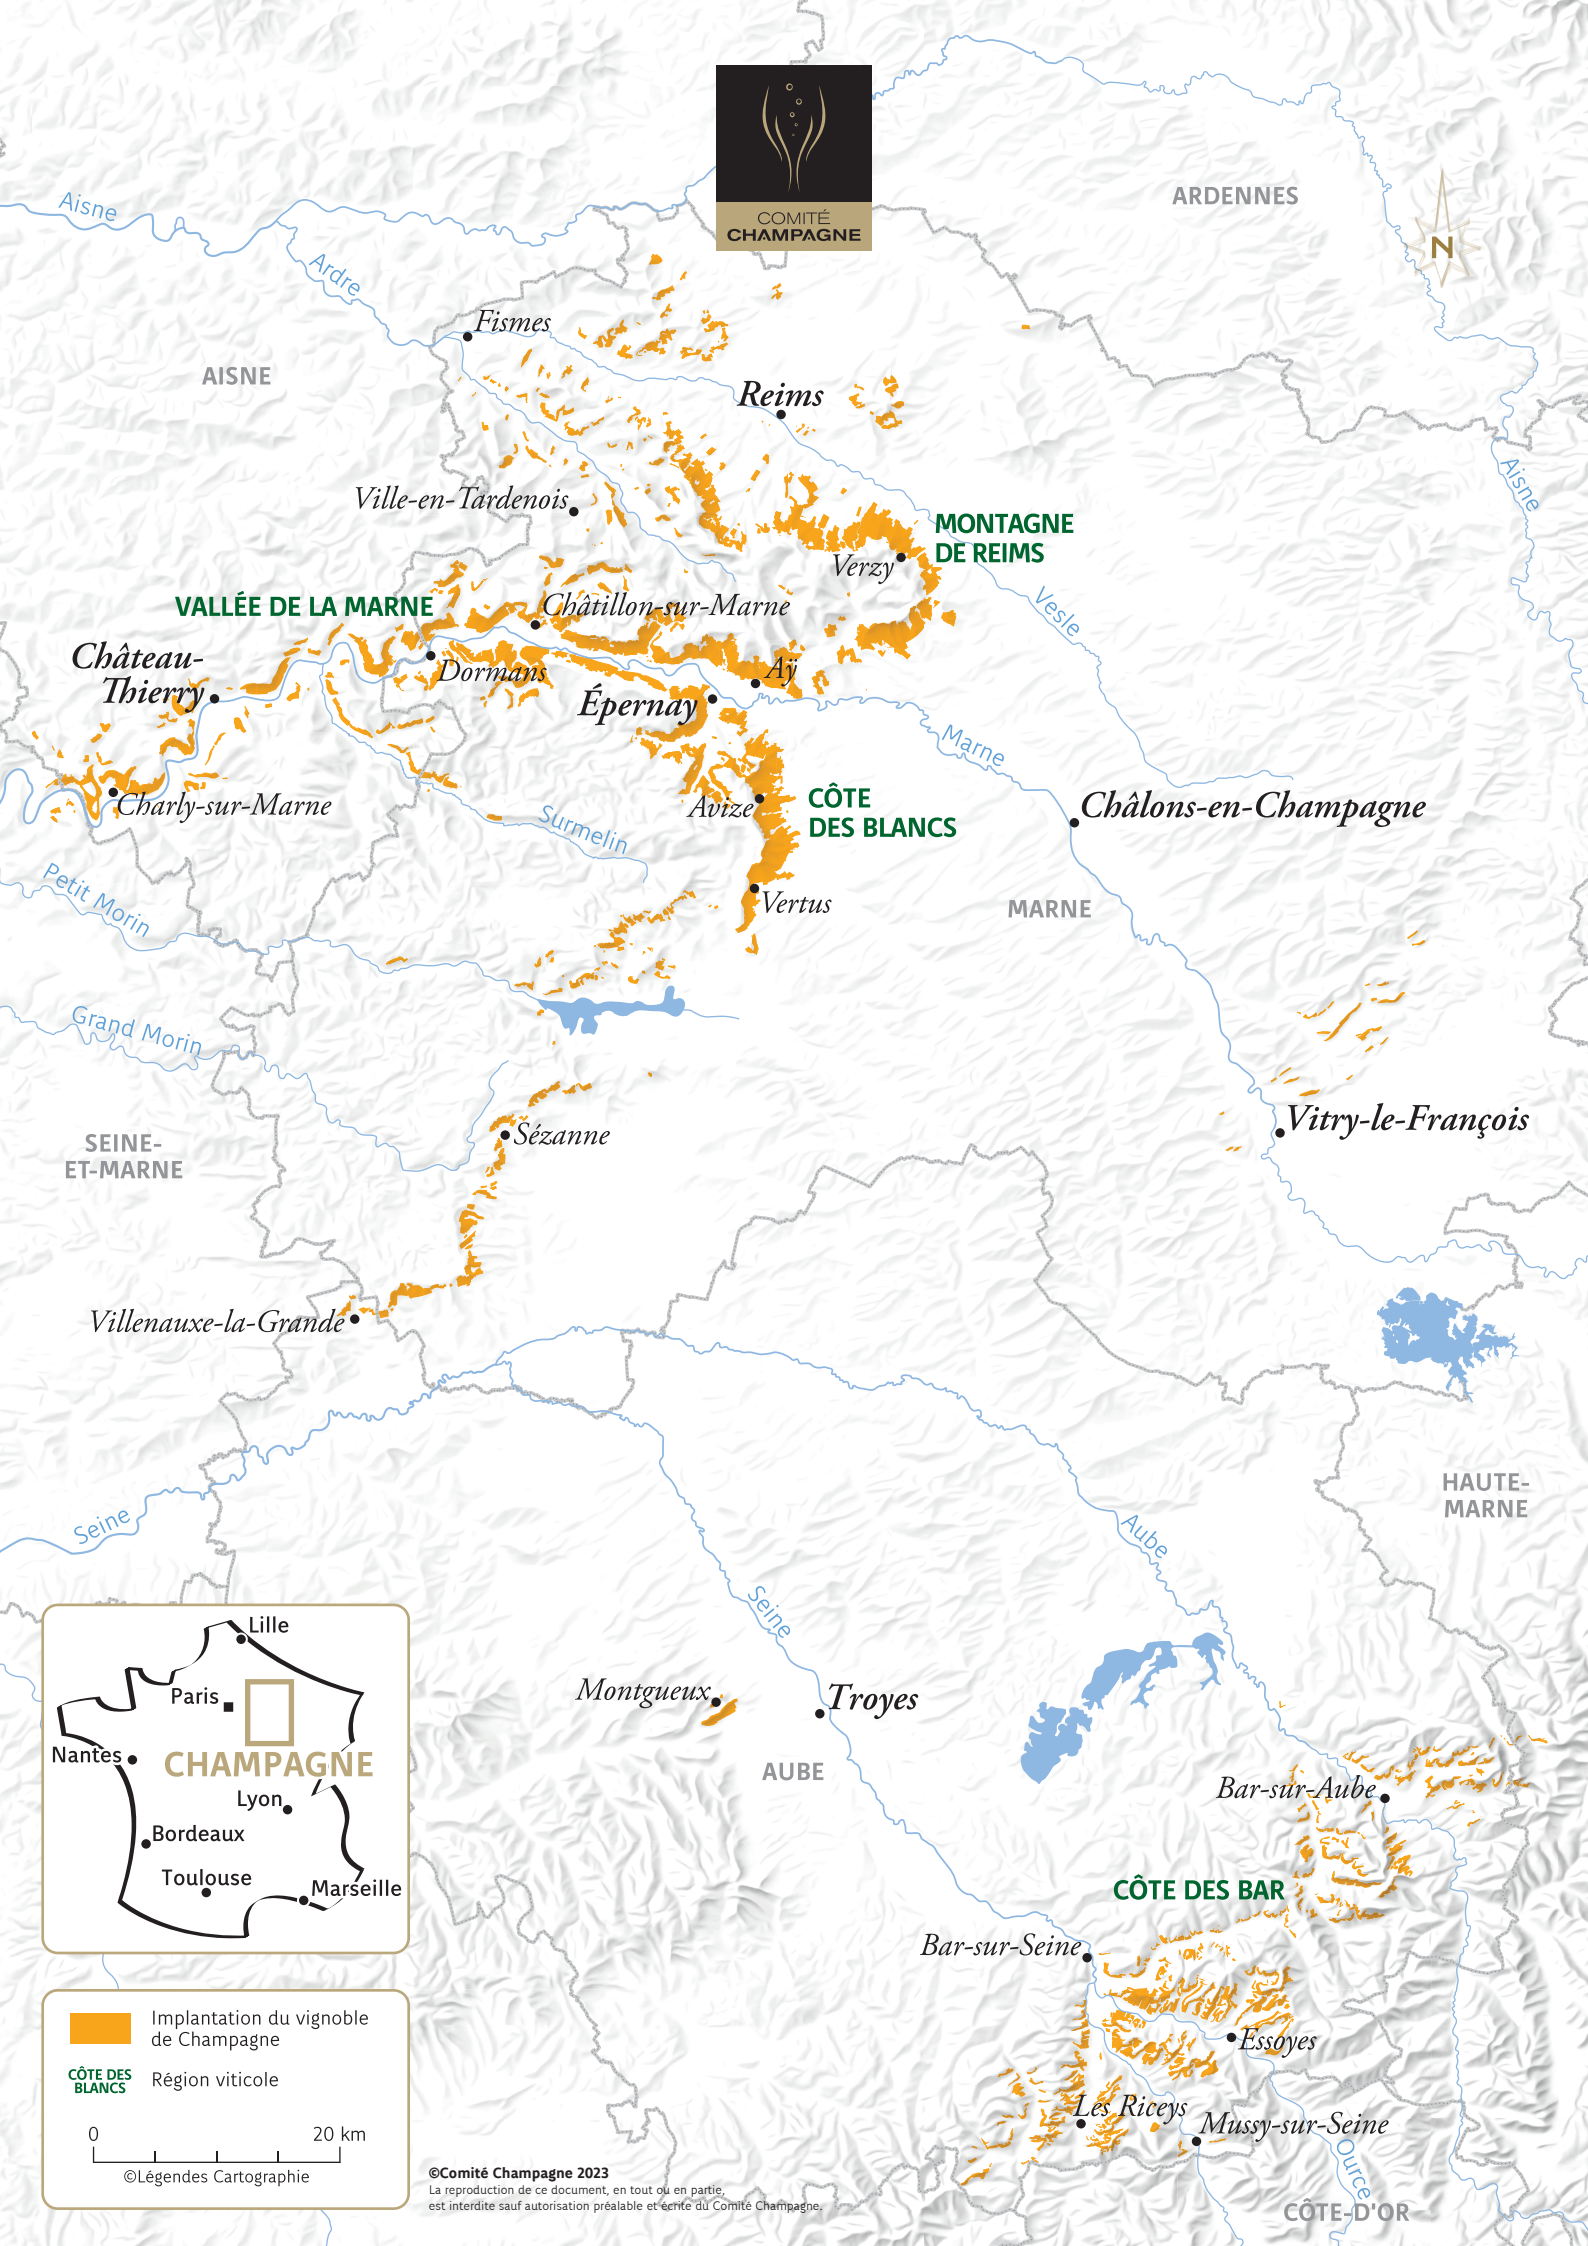 COMITÉ
CHAMPAGNE
ARDENNES
N
Aisne
Ardre
Fismes
AISNE
Reims
Aisne
Ville-en-Tardenois
MONTAGNE
DE REIMS
Verzy
Vesle
VALLÉE DE LA MARNE
Châtillon-sur-Marne
Château-
Thierry
Dormans
Aÿ
Épernay
Marne
Charly-sur-Marne
Avize
CÔTE
DES BLANCS
Châlons-en-Champagne
Surmelin
Petit Morin
Vertus
MARNE
Grand Morin
Vitry-le-François
SEINE-
ET-MARNE
Sézanne
Villenauxe-la-Grande
HAUTE-
MARNE
Seine
Aube
Seine
Montgueux
Troyes
AUBE
Bar-sur-Aube
CÔTE DES BAR
Bar-sur-Seine
Essoyes
Les Riceys
Mussy-sur-Seine
Ource
CÔTE-D'OR
Lille
Paris
Nantes
CHAMPAGNE
Lyon
Bordeaux
Toulouse
Marseille
Implantation du vignoble
de Champagne
CÔTE DES
BLANCS
Région viticole
0
20 km
©Légendes Cartographie
©Comité Champagne 2023
La reproduction de ce document, en tout ou en partie,
est interdite sauf autorisation préalable et écrite du Comité Champagne.